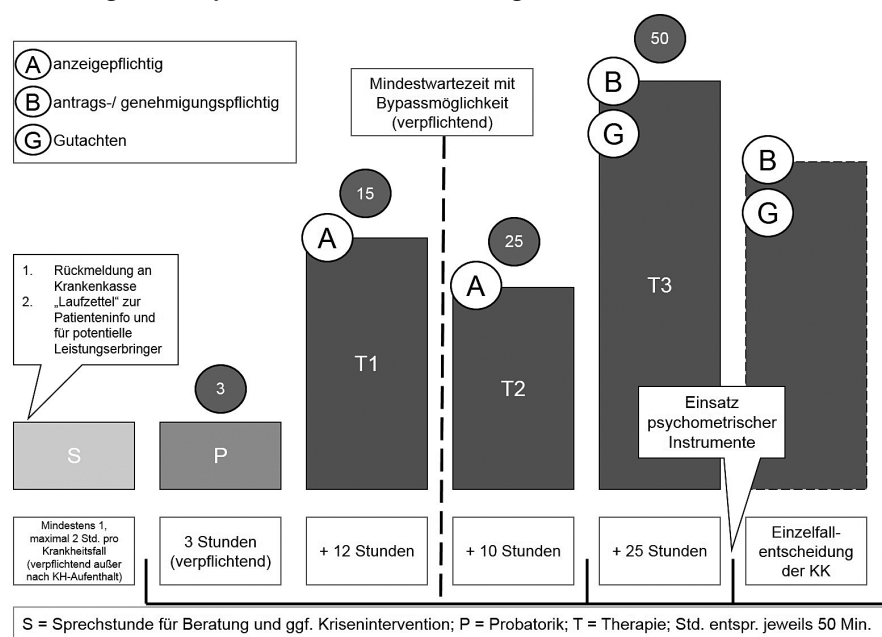 A anzeigepflichtig
B antrags-/ genehmigungspflichtig
G Gutachten
Mindestwartezeit mit
Bypassmöglichkeit
(verpflichtend)
50
B
G
B
G
15
A
25
A
1. Rückmeldung an
Krankenkasse
2. „Laufzettel“ zur
Patienteninfo und
für potentielle
Leistungserbringer
3
S
P
T1
T2
T3
Einsatz
psychometrischer
Instrumente
Mindestens 1,
maximal 2 Std. pro
Krankheitsfall
(verpflichtend außer
nach KH-Aufenthalt)
3 Stunden
(verpflichtend)
+ 12 Stunden
+ 10 Stunden
+ 25 Stunden
Einzelfall-
entscheidung
der KK
S = Sprechstunde für Beratung und ggf. Krisenintervention; P = Probatorik; T = Therapie; Std. entspr. jeweils 50 Min.